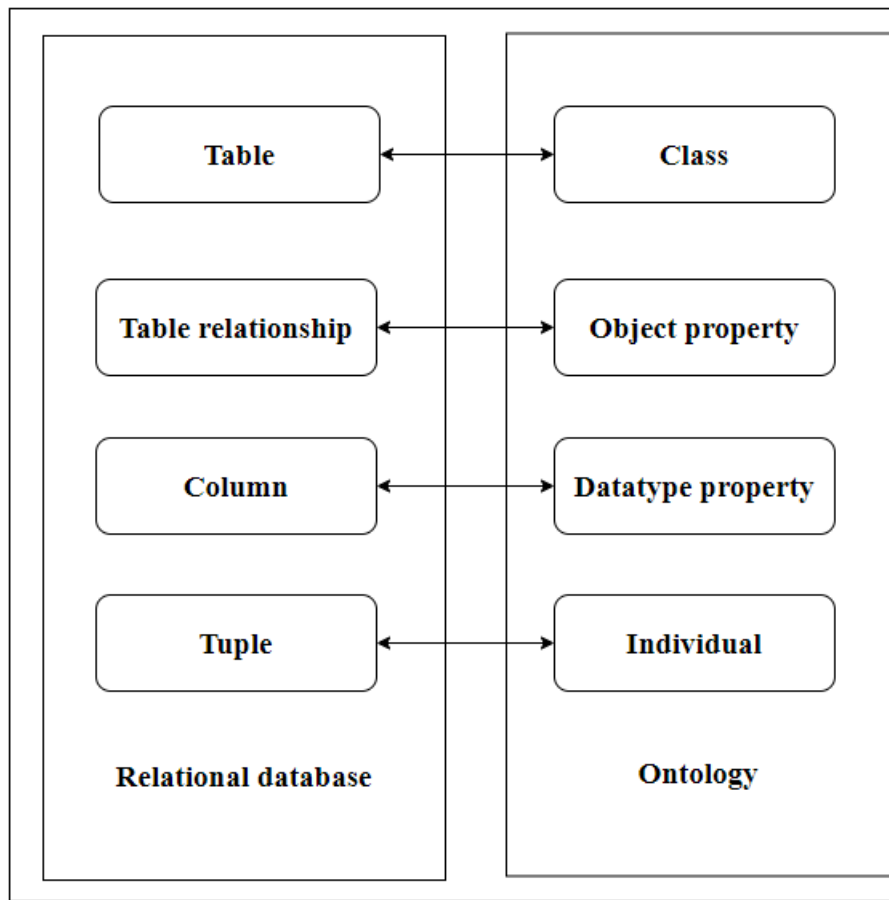 Table
Class
Table relationship
Object property
Column
Datatype property
Tuple
Individual
Relational database
Ontology